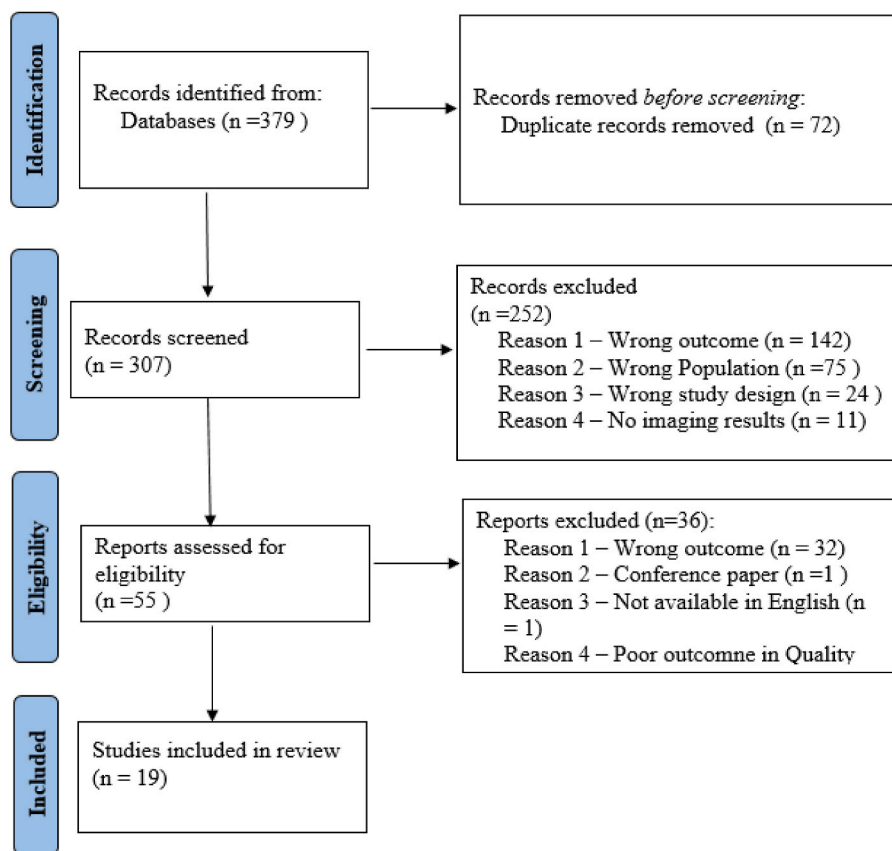 Identification
Records identified from:
Databases (n =379 )
Records removed before screening:
Duplicate records removed (n = 72)
Screening
Records screened
(n = 307)
Records excluded
(n =252)
Reason 1 – Wrong outcome (n = 142)
Reason 2 – Wrong Population (n =75 )
Reason 3 – Wrong study design (n = 24 )
Reason 4 – No imaging results (n = 11)
Eligibility
Reports assessed for
eligibility
(n =55 )
Reports excluded (n=36):
Reason 1 – Wrong outcome (n = 32)
Reason 2 – Conference paper (n =1 )
Reason 3 – Not available in English (n
= 1)
Reason 4 – Poor outcomne in Quality
Included
Studies included in review
(n = 19)